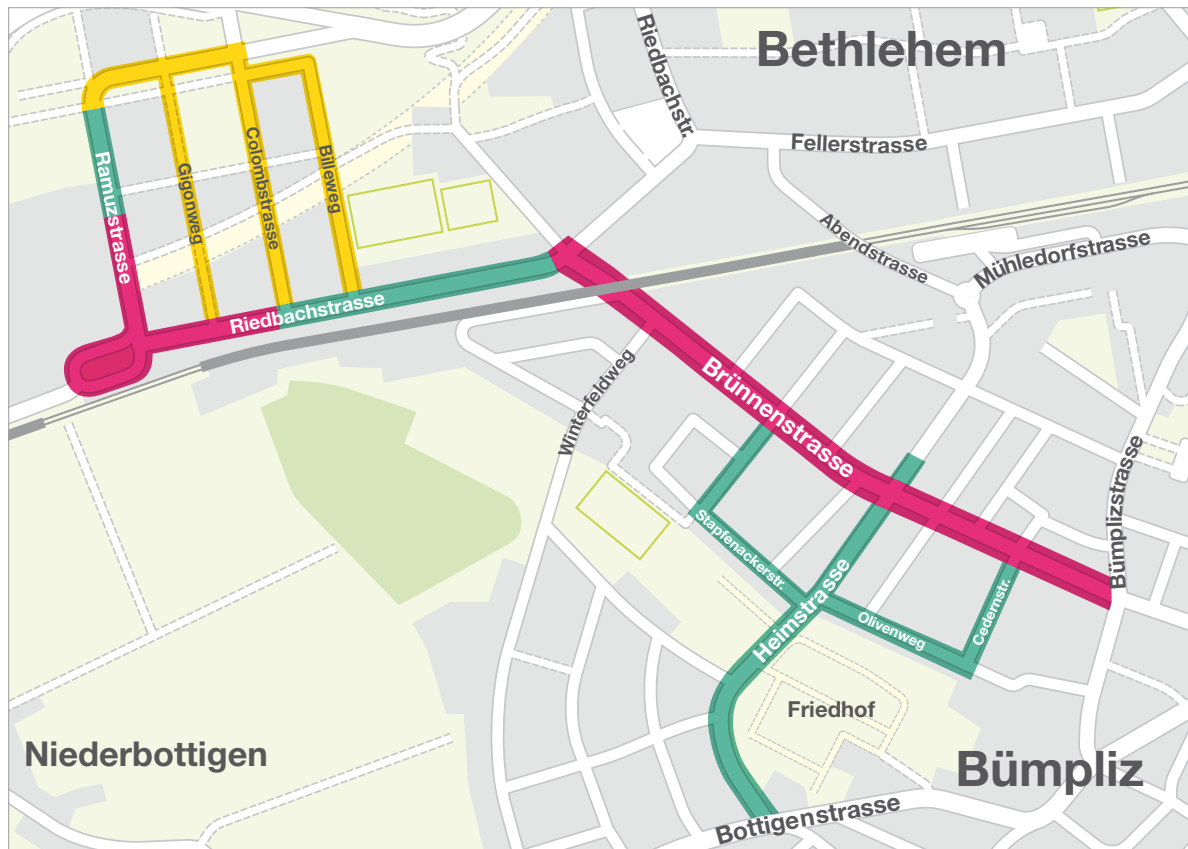 Bethlehem
Riedbachstr.
Fellerstrasse
Ramuzstrasse
Gigonweg
Colombstrasse
Billeweg
Abendstrasse
Mühledorfstrasse
Riedbachstrasse
Winterfeldweg
Brünnenstrasse
Bümplizstrasse
Stapfenackerstr.
Heimstrasse
Olivenweg
Cedernstr.
Friedhof
Niederbottigen
Bümpliz
Bottigenstrasse